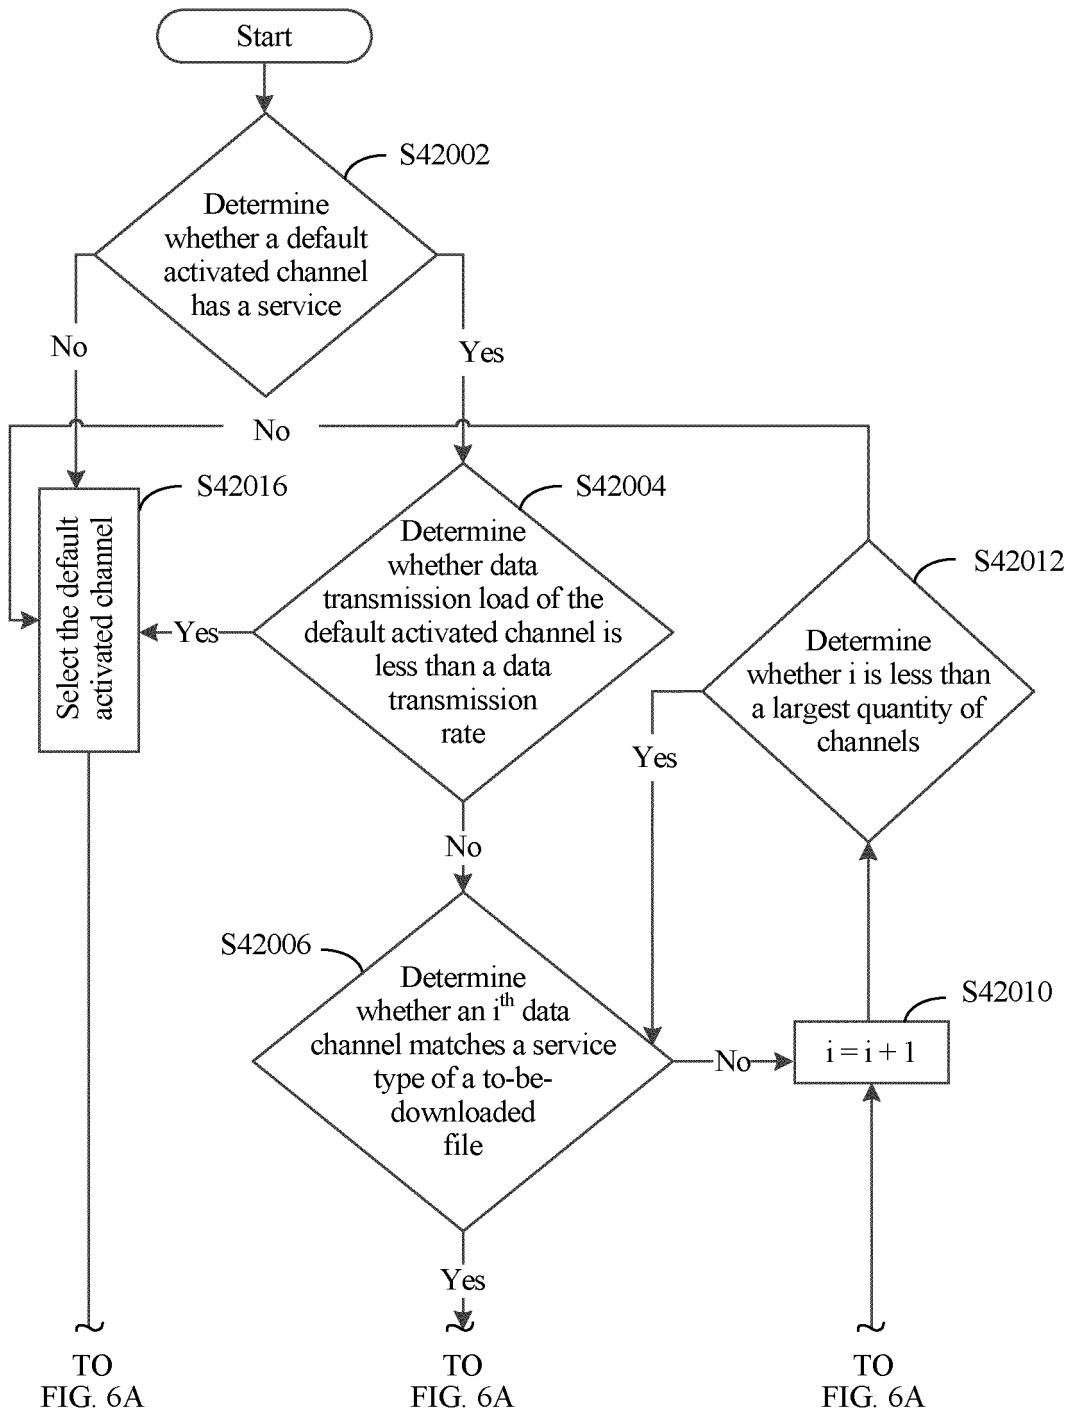 Start
S42002
Determine
whether a default
activated channel
has a service
No
Yes
No
S42016
Select the default
activated channel
S42004
Determine
whether data
transmission load of the
default activated channel is
less than a data
transmission
rate
Yes
S42012
Determine
whether i is less than
a largest quantity of
channels
Yes
No
S42006
Determine
whether an ith data
channel matches a service
type of a to-be-
downloaded
file
No
S42010
i = i + 1
Yes
TO
FIG. 6A
TO
FIG. 6A
TO
FIG. 6A